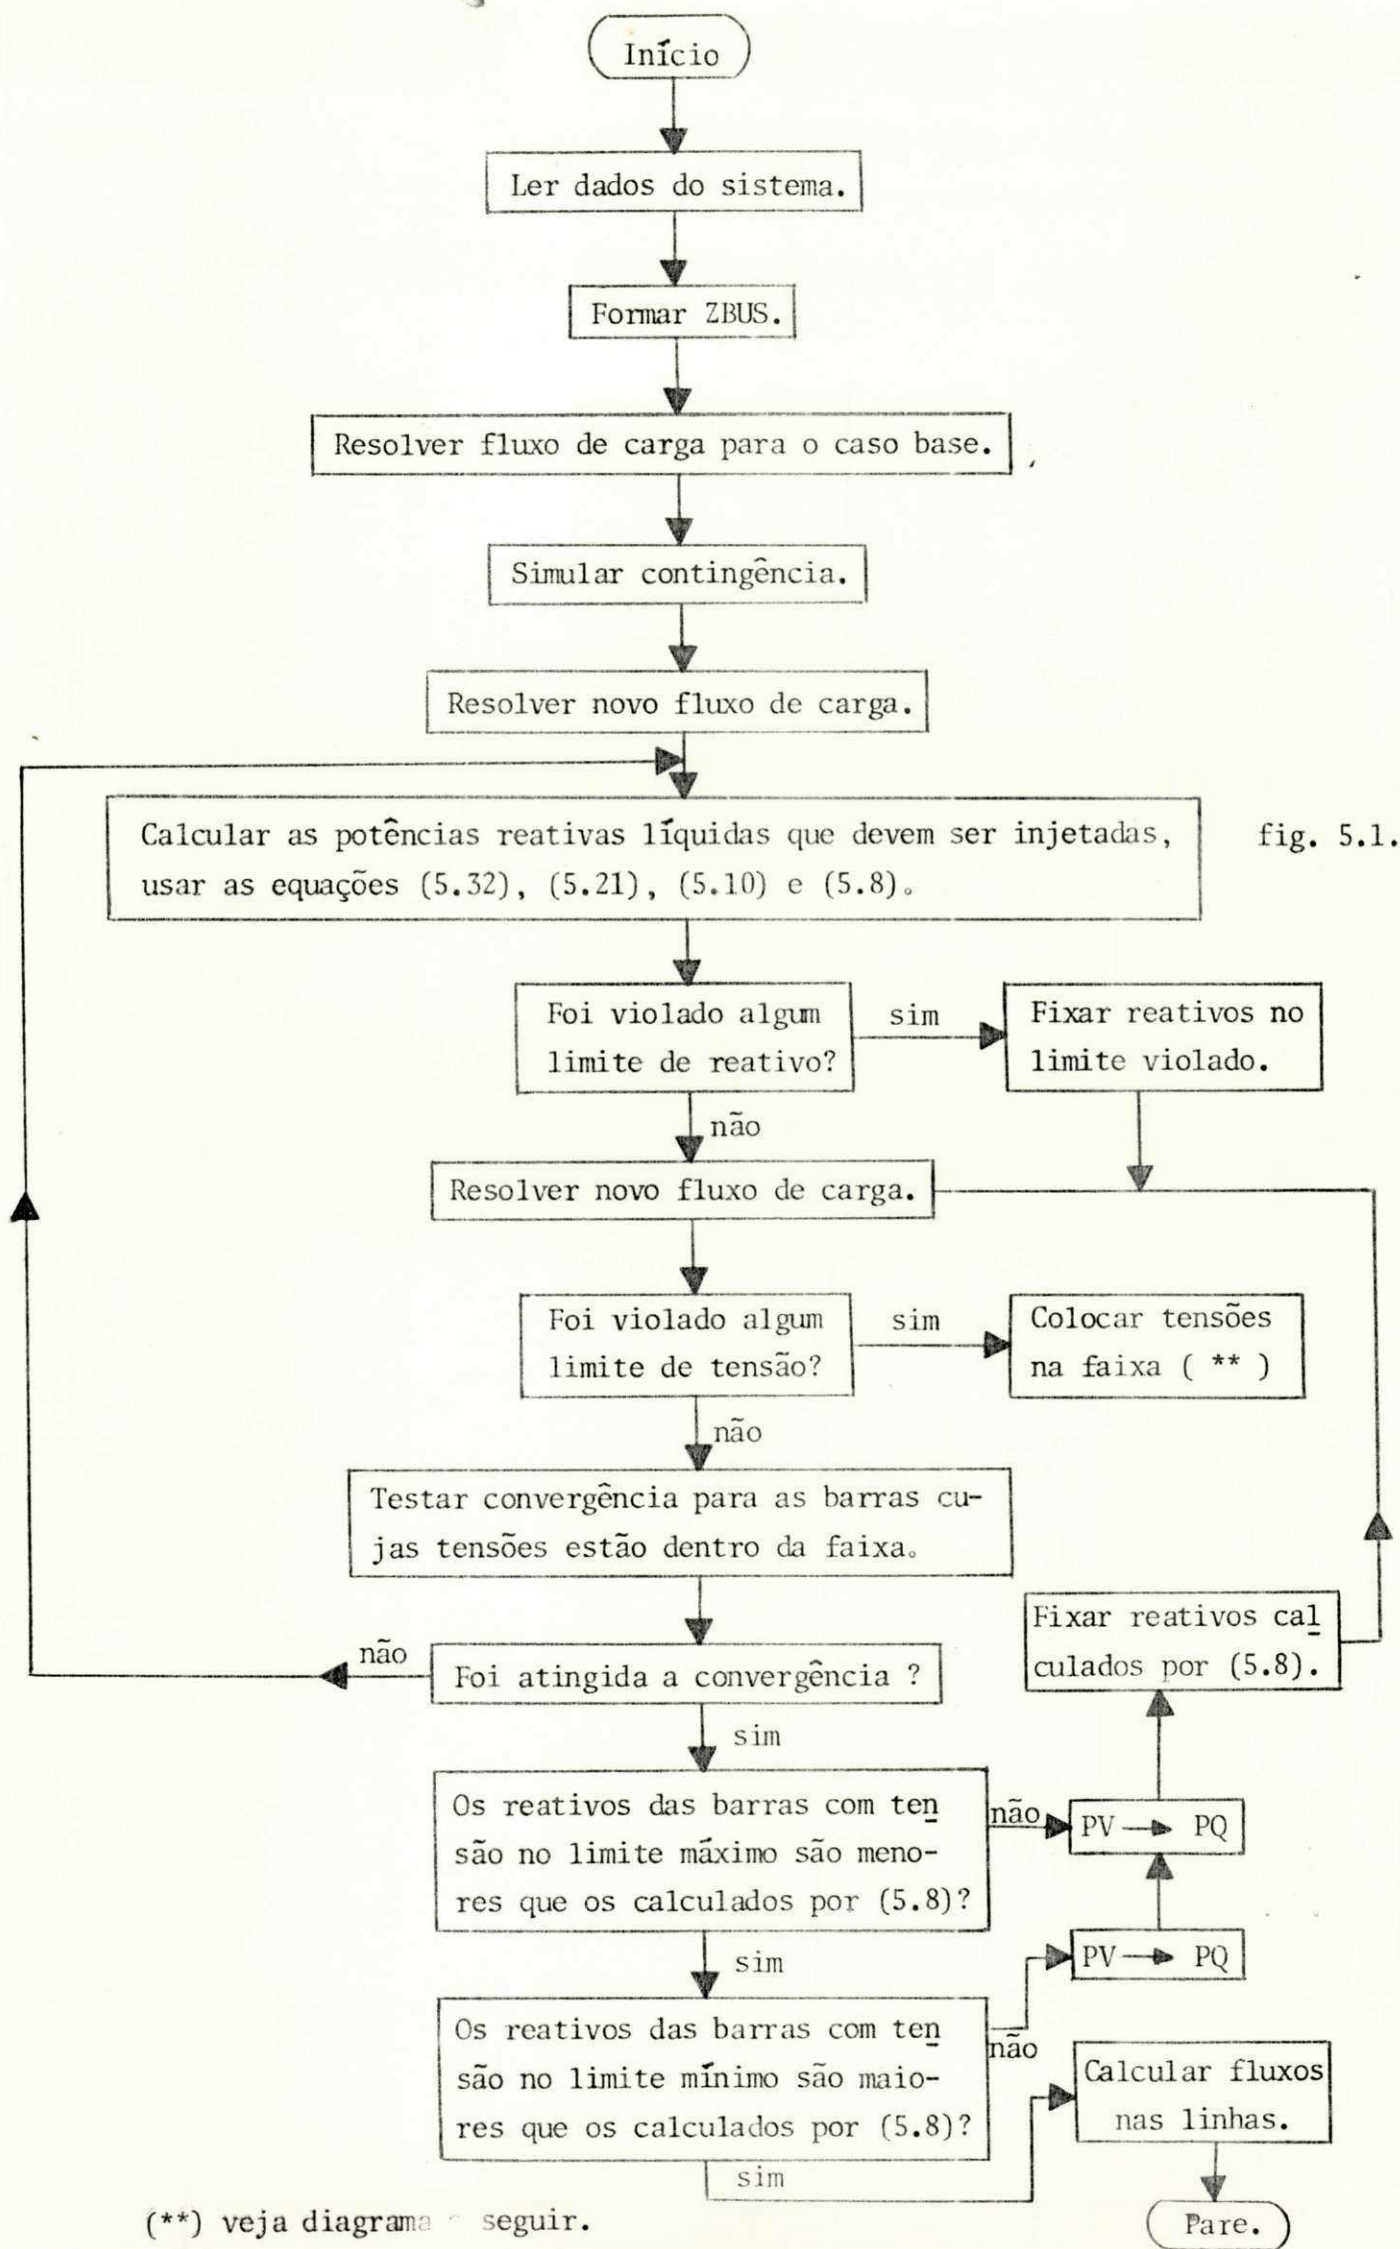 Início
Ler dados do sistema.
Formar ZBUS.
Resolver fluxo de carga para o caso base.
Simular contingência.
Resolver novo fluxo de carga.
Calcular as potências reativas líquidas que devem ser injetadas,
usar as equações (5.32), (5.21), (5.10) e (5.8).
fig. 5.1.
Foi violado algum
limite de reativo?
sim
Fixar reativos no
limite violado.
não
Resolver novo fluxo de carga.
Foi violado algum
limite de tensão?
sim
Colocar tensões
na faixa ( ** )
não
Testar convergência para as barras cu-
jas tensões estão dentro da faixa.
Fixar reativos cal
culados por (5.8).
não
Foi atingida a convergência ?
sim
Os reativos das barras com ten
são no limite máximo são meno-
res que os calculados por (5.8)?
não
PV → PQ
sim
PV → PQ
Os reativos das barras com ten
são no limite mínimo são maio-
res que os calculados por (5.8)?
não
Calcular fluxos
nas linhas.
sim
Pare.
(**) veja diagrama seguir.